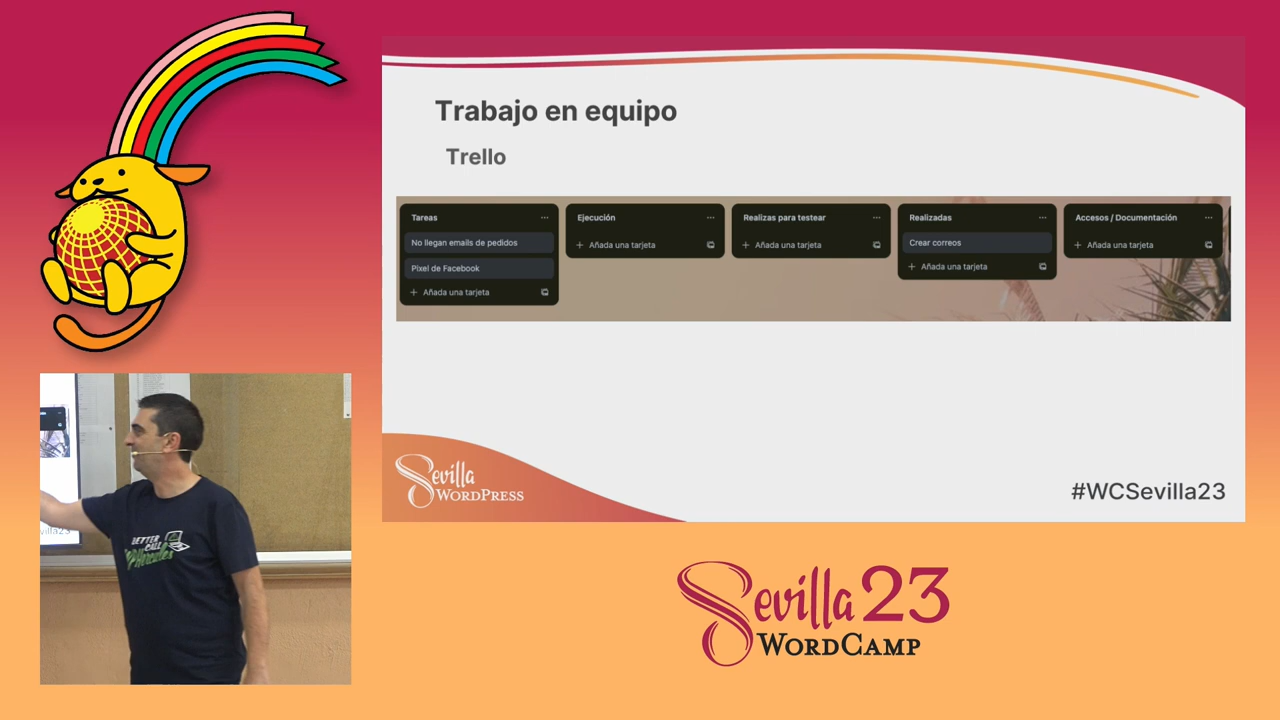 Trabajo en equipo
Trello
Tareas
No llegan emails de pedidos
Pixel de Facebook
Añada una tarjeta
Ejecución
Añada una tarjeta
Realizas para testear
Añada una tarjeta
Realizadas
Crear correos
Añada una tarjeta
Accesos / Documentación
Añada una tarjeta
Sevilla
WORDPRESS
#WCSevilla23
BETTER
CALL
Sevilla 23
WORDCAMP